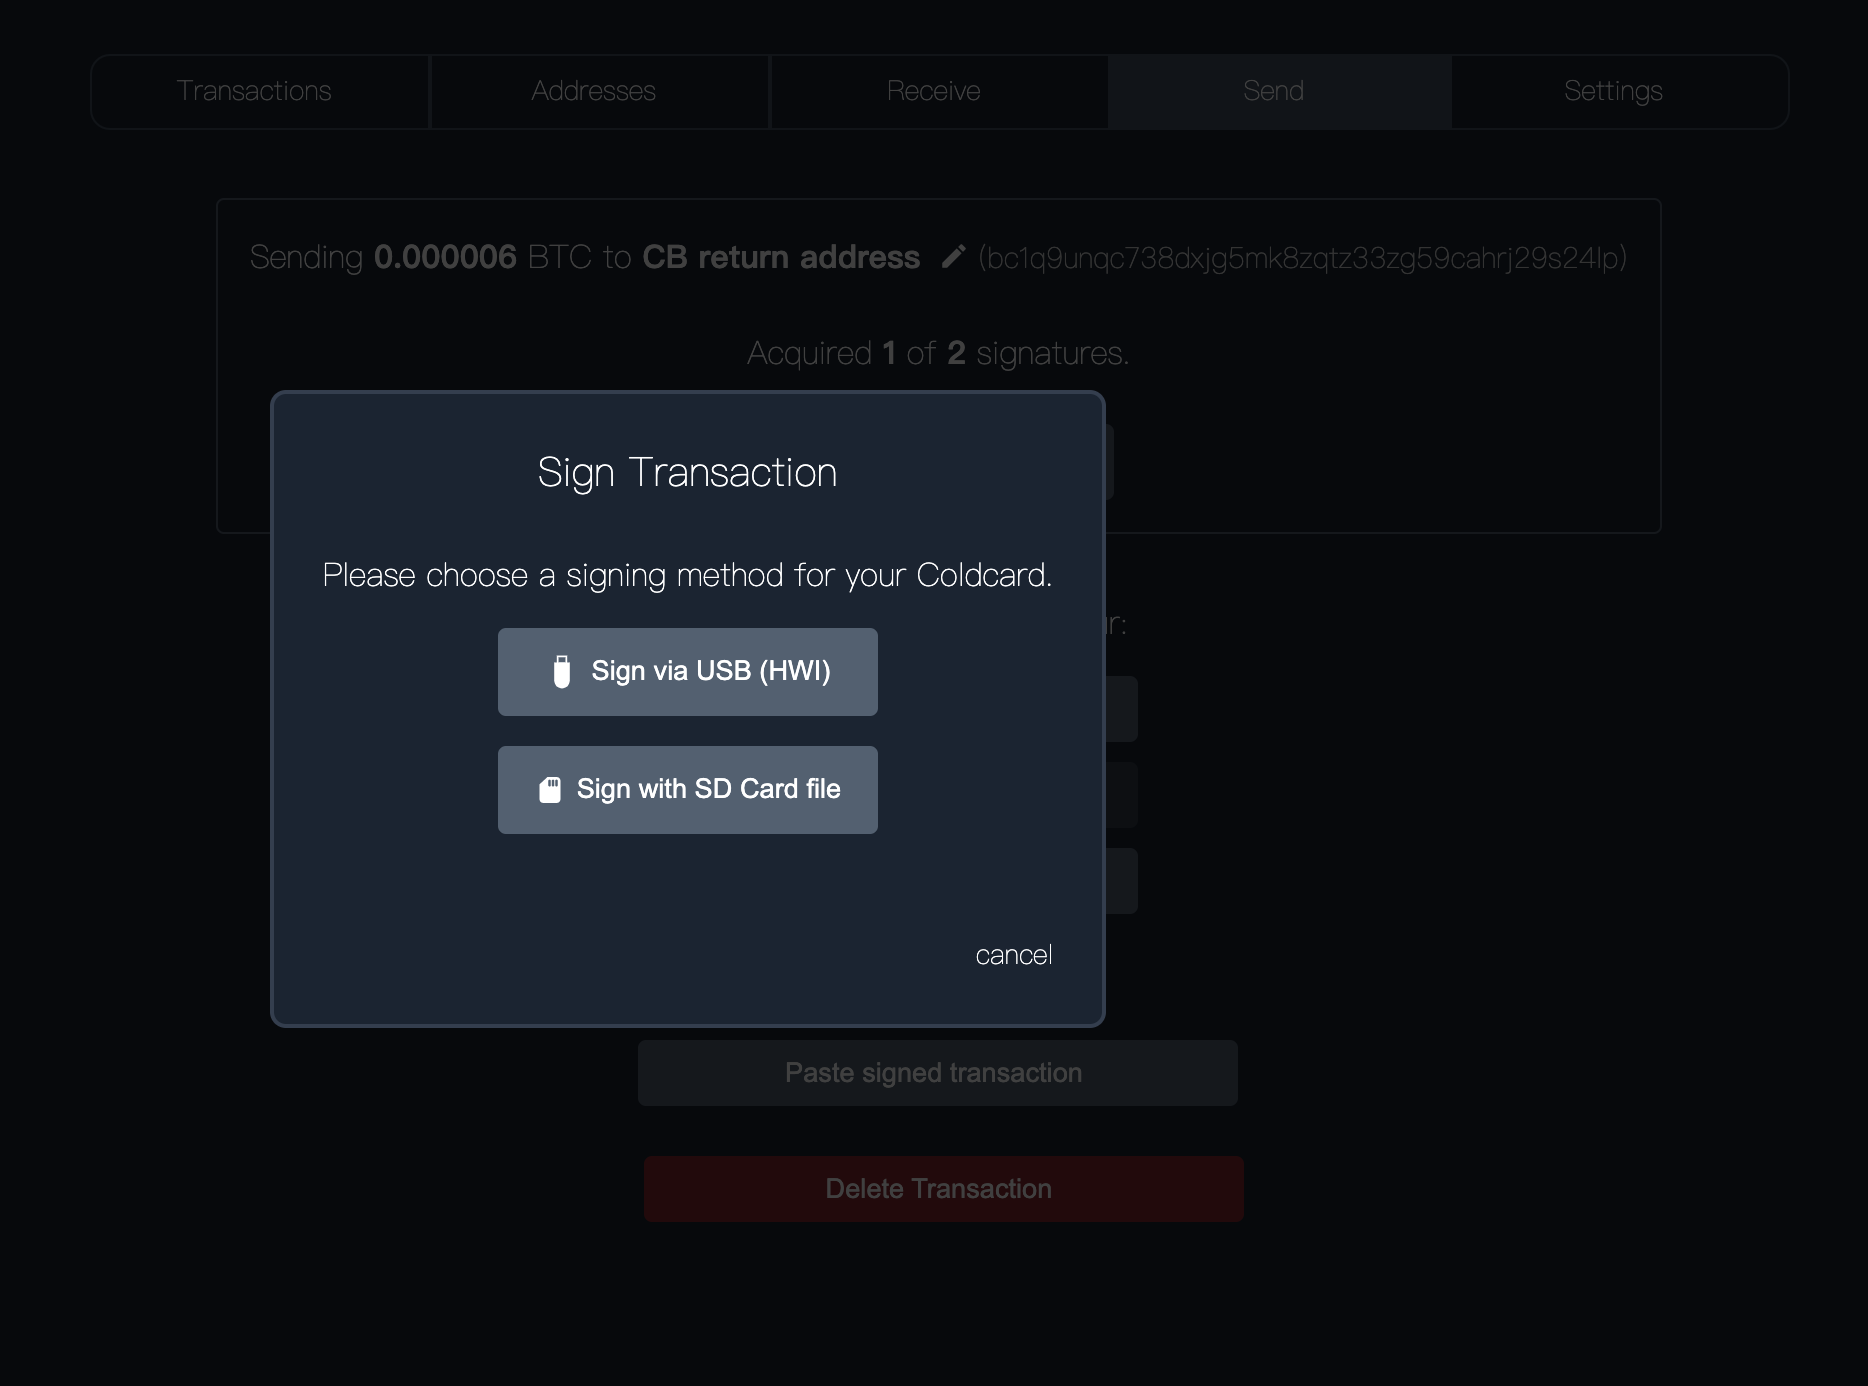 Transactions
Addresses
Receive
Send
Settings
Sending 0.000006 BTC to CB return address (bc1q9unqc738dxjg5mk8zqtz33zg59cahrj29s24lp)
Acquired 1 of 2 signatures.
Sign Transaction
Please choose a signing method for your Coldcard.
Sign via USB (HWI)
Sign with SD Card file
cancel
Paste signed transaction
Delete Transaction